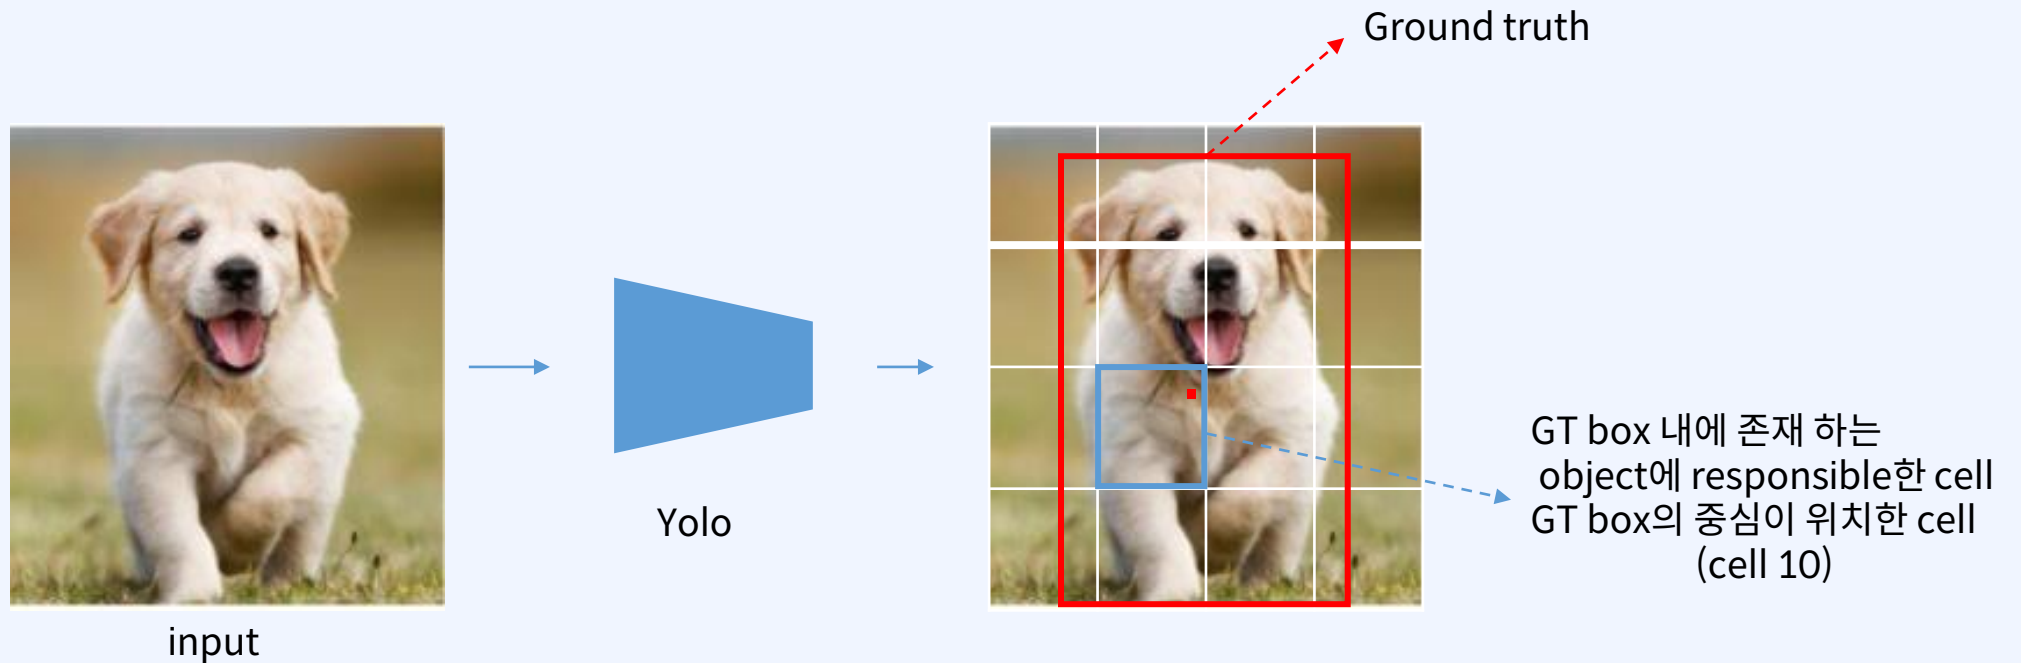 Ground truth
input
Yolo
GT box 내에 존재 하는
object에 responsible한 cell
GT box의 중심이 위치한 cell
(cell 10)